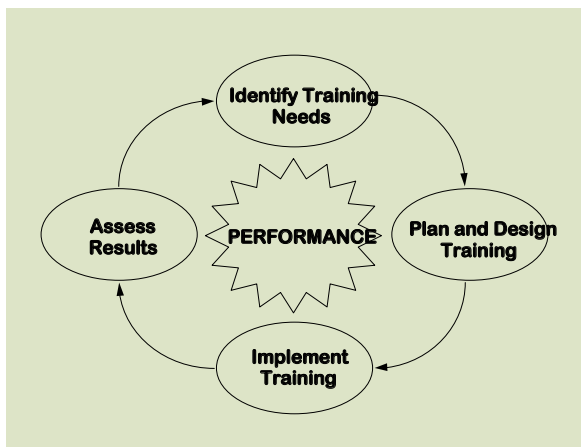 Identify Training
Needs
Plan and Design
Training
Implement
Training
Assess
Results
PERFORMANCE